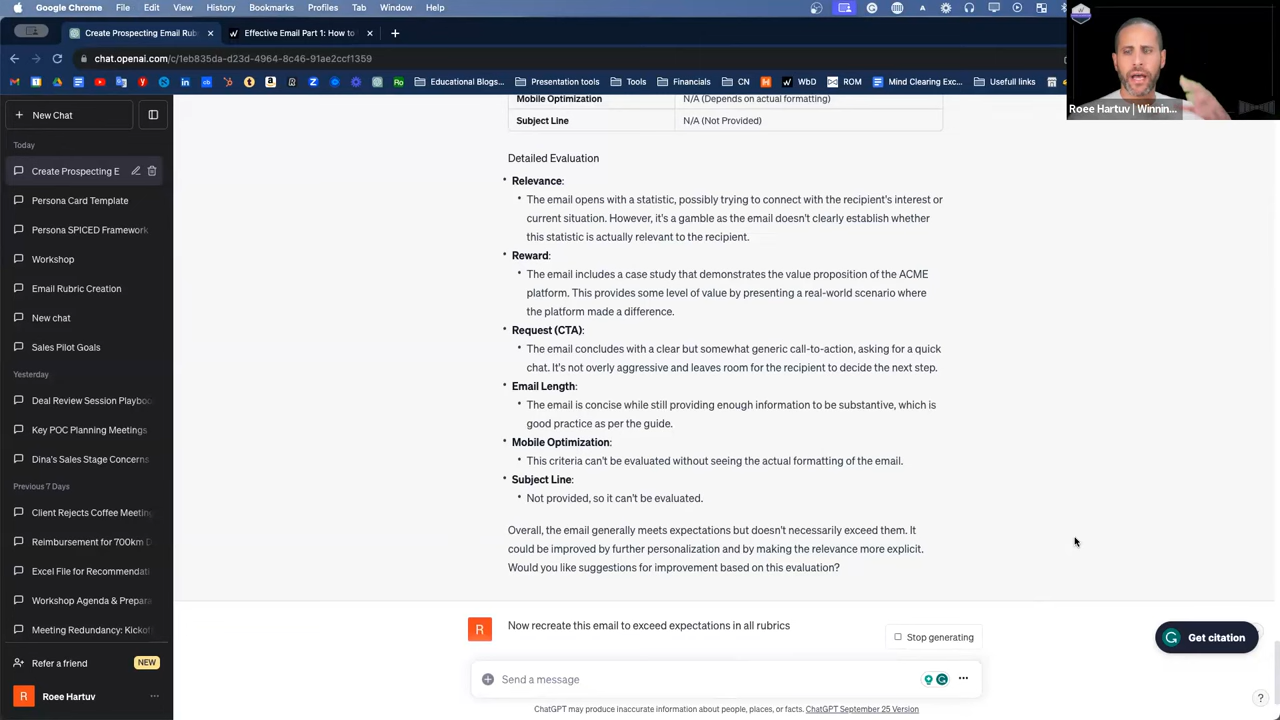 Chrome File Edit View History Bookmarks Profiles Tab Window Help
Create Prospecting Email Rub
Effective Email Part 1: How to
chat.openai.com/c/1eb835da-d23d-4964-8c46-91ae2ccf1359
Educational Blogs...
Presentation tools
Tools
Financials
CN
WbD
ROM
Mind Clearing Exc...
Usefull links
Roee Hartuv | Winnin...
New Chat
Today
Create Prospecting E
Persona Card Template
Persona SPICED Framework
Workshop
Email Rubric Creation
New chat
Sales Pilot Goals
Yesterday
Deal Review Session Playboo
Key POC Planning Meetings
Dina's Sales Stage Concerns
Previous 7 Days
Client Rejects Coffee Meetin
Reimbursement for 700km D
Excel File for Recommendati
Workshop Agenda & Prepara
Meeting Redundancy: Kickof
Refer a friend
NEW
Roee Hartuv
Mobile Optimization N/A (Depends on actual formatting)
Subject Line N/A (Not Provided)
Detailed Evaluation
• Relevance:
• The email opens with a statistic, possibly trying to connect with the recipient's interest or
current situation. However, it's a gamble as the email doesn't clearly establish whether
this statistic is actually relevant to the recipient.
• Reward:
• The email includes a case study that demonstrates the value proposition of the ACME
platform. This provides some level of value by presenting a real-world scenario where
the platform made a difference.
• Request (CTA):
• The email concludes with a clear but somewhat generic call-to-action, asking for a quick
chat. It's not overly aggressive and leaves room for the recipient to decide the next step.
• Email Length:
• The email is concise while still providing enough information to be substantive, which is
good practice as per the guide.
• Mobile Optimization:
• This criteria can't be evaluated without seeing the actual formatting of the email.
• Subject Line:
• Not provided, so it can't be evaluated.
Overall, the email generally meets expectations but doesn't necessarily exceed them. It
could be improved by further personalization and by making the relevance more explicit.
Would you like suggestions for improvement based on this evaluation?
R
Now recreate this email to exceed expectations in all rubrics
Stop generating
Get citation
Send a message
ChatGPT may produce inaccurate information about people, places, or facts. ChatGPT September 25 Version
?